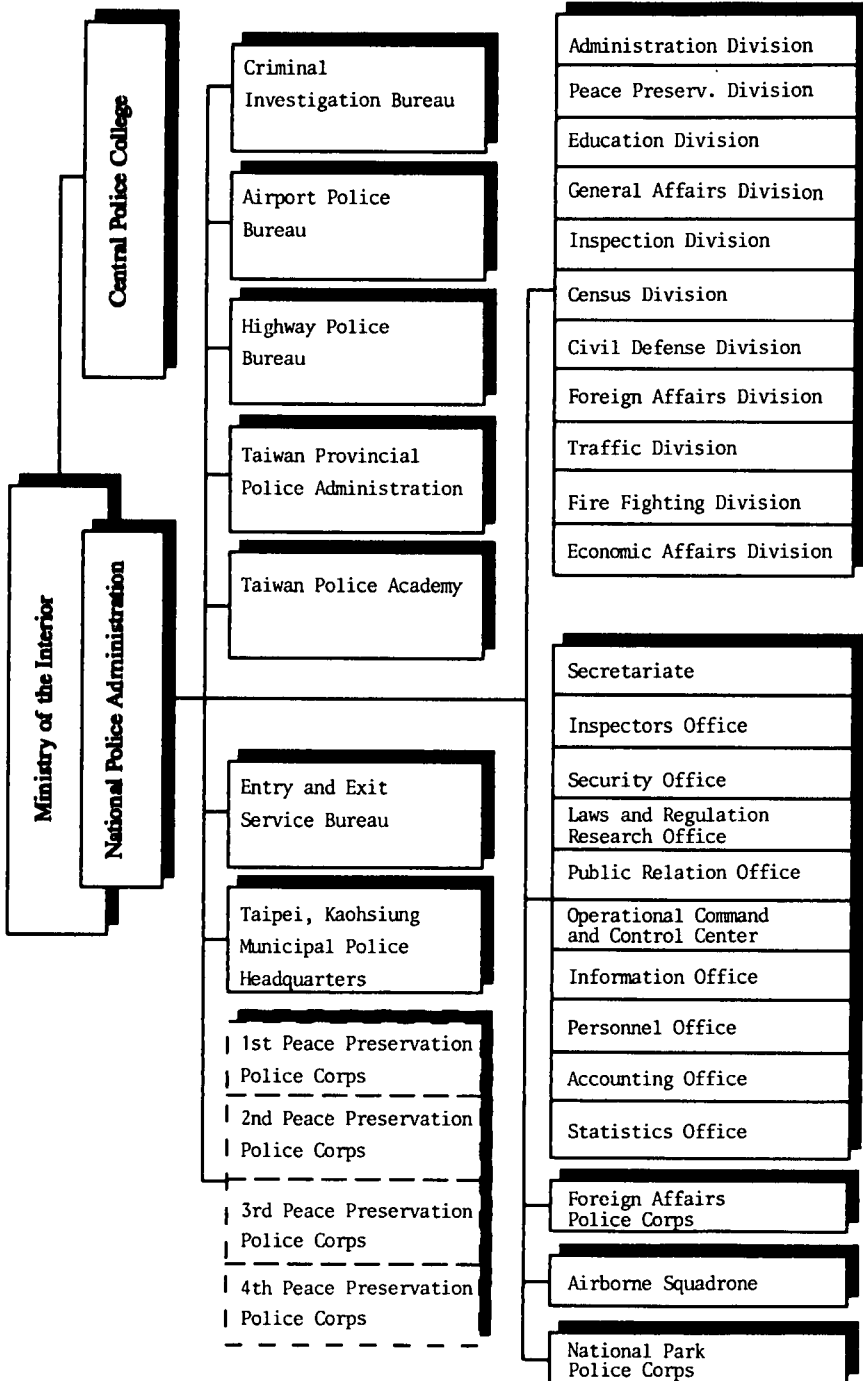 Central Police College
Ministry of the Interior
National Police Administration
Criminal
Investigation Bureau
Airport Police
Bureau
Highway Police
Bureau
Taiwan Provincial
Police Administration
Taiwan Police Academy
Entry and Exit
Service Bureau
Taipei, Kaohsiung
Municipal Police
Headquarters
1st Peace Preservation
Police Corps
2nd Peace Preservation
Police Corps
3rd Peace Preservation
Police Corps
4th Peace Preservation
Police Corps
Administration Division
Peace Preserv. Division
Education Division
General Affairs Division
Inspection Division
Census Division
Civil Defense Division
Foreign Affairs Division
Traffic Division
Fire Fighting Division
Economic Affairs Division
Secretariate
Inspectors Office
Security Office
Laws and Regulation
Research Office
Public Relation Office
Operational Command
and Control Center
Information Office
Personnel Office
Accounting Office
Statistics Office
Foreign Affairs
Police Corps
Airborne Squadrone
National Park
Police Corps